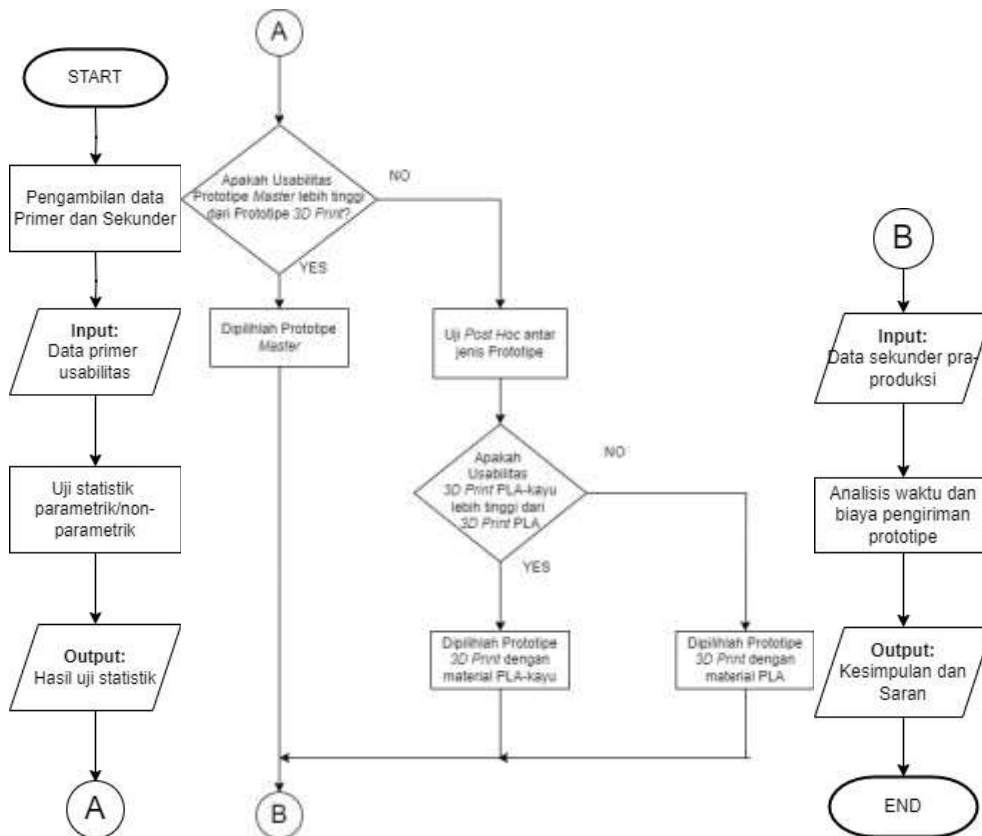 START
Pengambilan data
Primer dan Sekunder
Input:
Data primer
usabilitas
Uji statistik
parametrik/non-
parametrik
Output:
Hasil uji statistik
A
A
Apakah Usabilitas
Prototipe Master lebih tinggi
dari Prototipe 3D Print?
NO
YES
Dipilihlah Prototipe
Master
Uji Post Hoc antar
jenis Prototipe
Apakah
Usabilitas
3D Print PLA-kayu
lebih tinggi dari
3D Print PLA
NO
YES
Dipilihlah Prototipe
3D Print dengan
material PLA-kayu
Dipilihlah Prototipe
3D Print dengan
material PLA
B
B
Input:
Data sekunder pra-
produksi
Analisis waktu dan
biaya pengiriman
prototipe
Output:
Kesimpulan dan
Saran
END